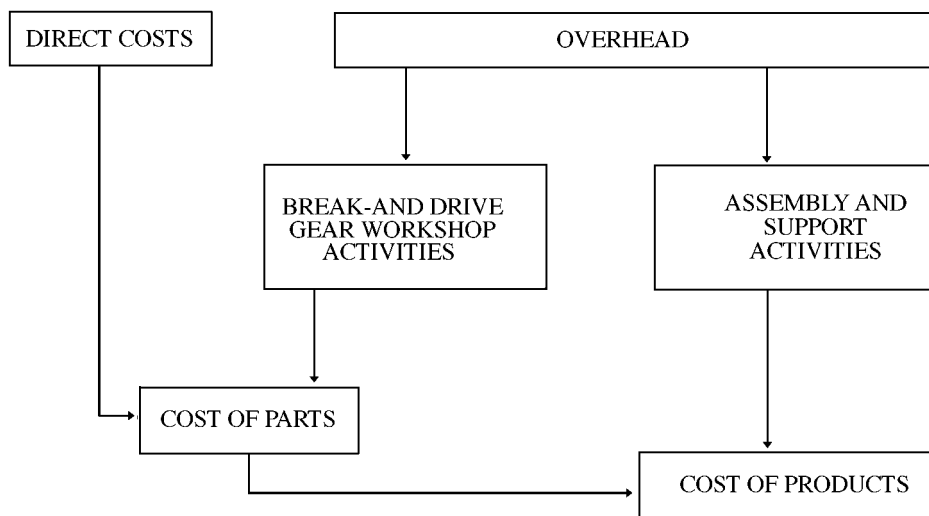 DIRECT COSTS
OVERHEAD
BREAK-AND DRIVE
GEAR WORKSHOP
ACTIVITIES
ASSEMBLY AND
SUPPORT
ACTIVITIES
COST OF PARTS
COST OF PRODUCTS